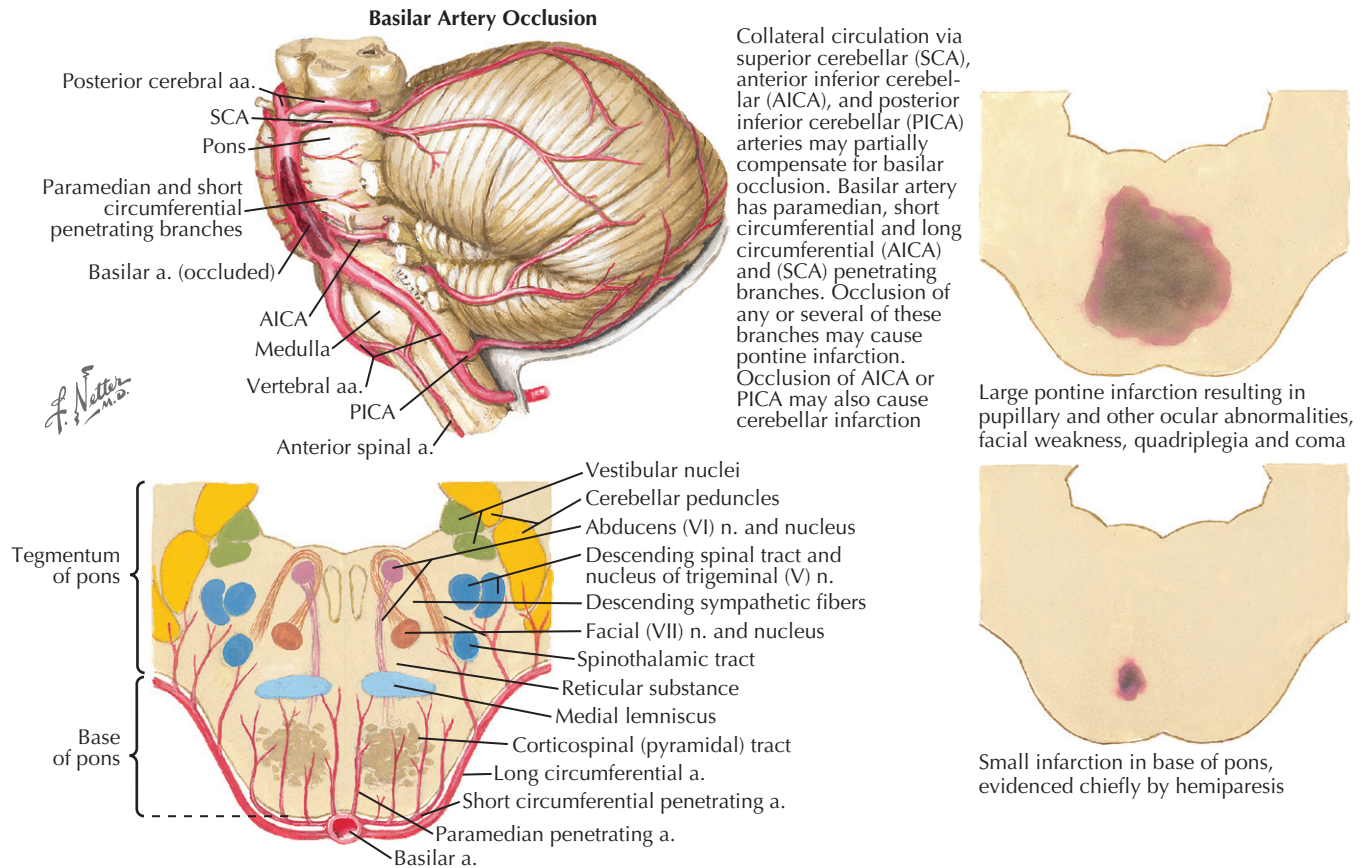 Basilar Artery Occlusion
Posterior cerebral aa.
SCA
Pons
Paramedian and short
circumferential
penetrating branches
Basilar a. (occluded)
AICA
Medulla
Vertebral aa.
PICA
Anterior spinal a.
F. Netter
M.D.
Collateral circulation via
superior cerebellar (SCA),
anterior inferior cerebel-
lar (AICA), and posterior
inferior cerebellar (PICA)
arteries may partially
compensate for basilar
occlusion. Basilar artery
has paramedian, short
circumferential and long
circumferential (AICA)
and (SCA) penetrating
branches. Occlusion of
any or several of these
branches may cause
pontine infarction.
Occlusion of AICA or
PICA may also cause
cerebellar infarction
Large pontine infarction resulting in
pupillary and other ocular abnormalities,
facial weakness, quadriplegia and coma
Tegmentum
of pons
Base
of pons
Vestibular nuclei
Cerebellar peduncles
Abducens (VI) n. and nucleus
Descending spinal tract and
nucleus of trigeminal (V) n.
Descending sympathetic fibers
Facial (VII) n. and nucleus
Spinothalamic tract
Reticular substance
Medial lemniscus
Corticospinal (pyramidal) tract
Long circumferential a.
Short circumferential penetrating a.
Paramedian penetrating a.
Basilar a.
Small infarction in base of pons,
evidenced chiefly by hemiparesis